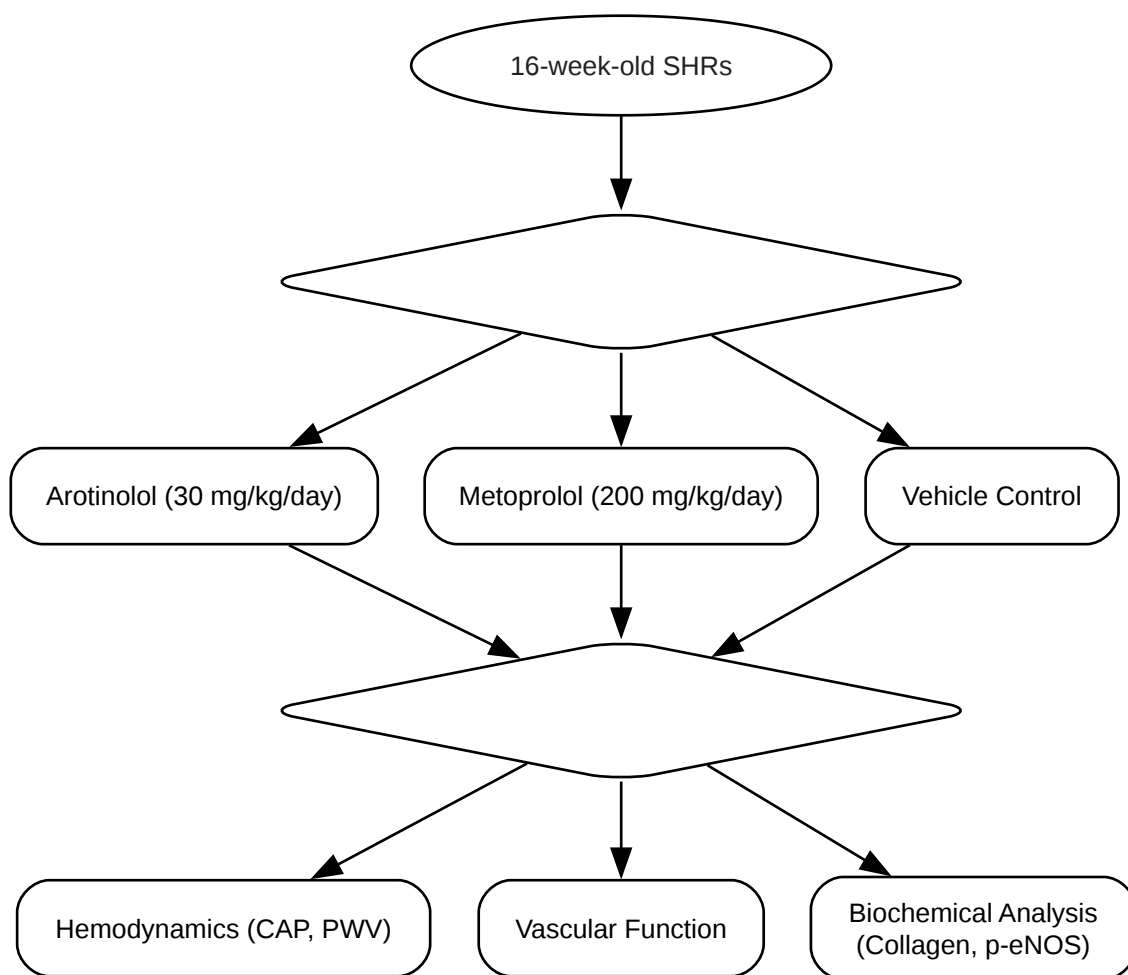 16-week-old SHRs
Arotinolol (30 mg/kg/day)
Metoprolol (200 mg/kg/day)
Vehicle Control
Hemodynamics (CAP, PWV)
Vascular Function
Biochemical Analysis
(Collagen, p-eNOS)